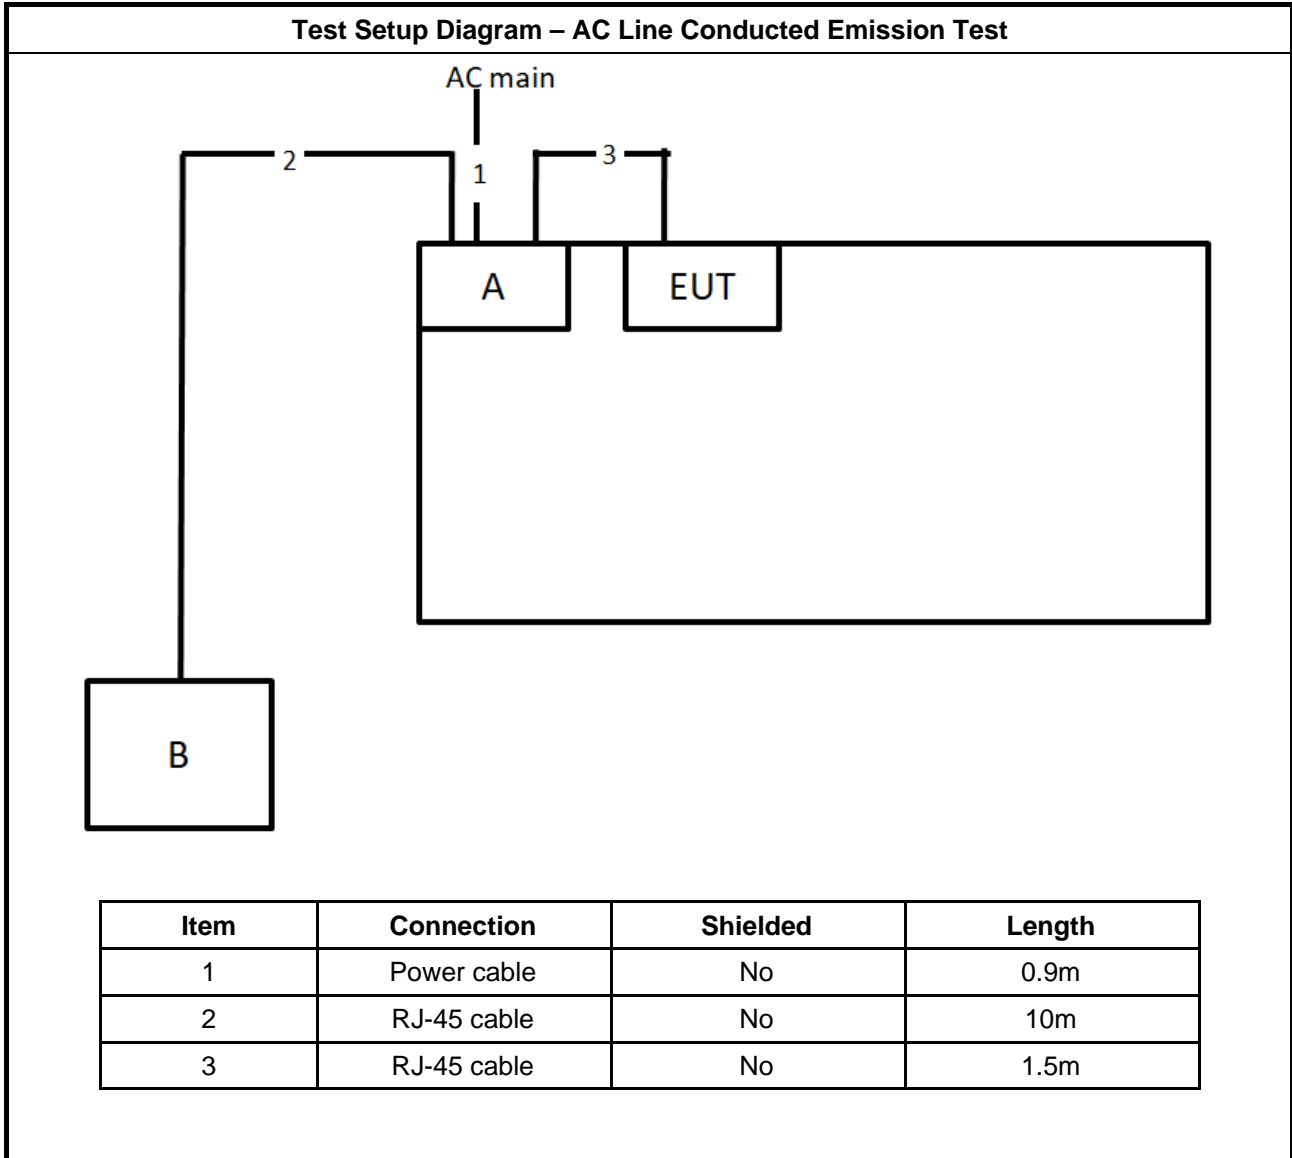 Test Setup Diagram – AC Line Conducted Emission Test
AC main
2
3
1
A
EUT
B
Item Connection Shielded Length
1 Power cable No 0.9m
2 RJ-45 cable No 10m
3 RJ-45 cable No 1.5m